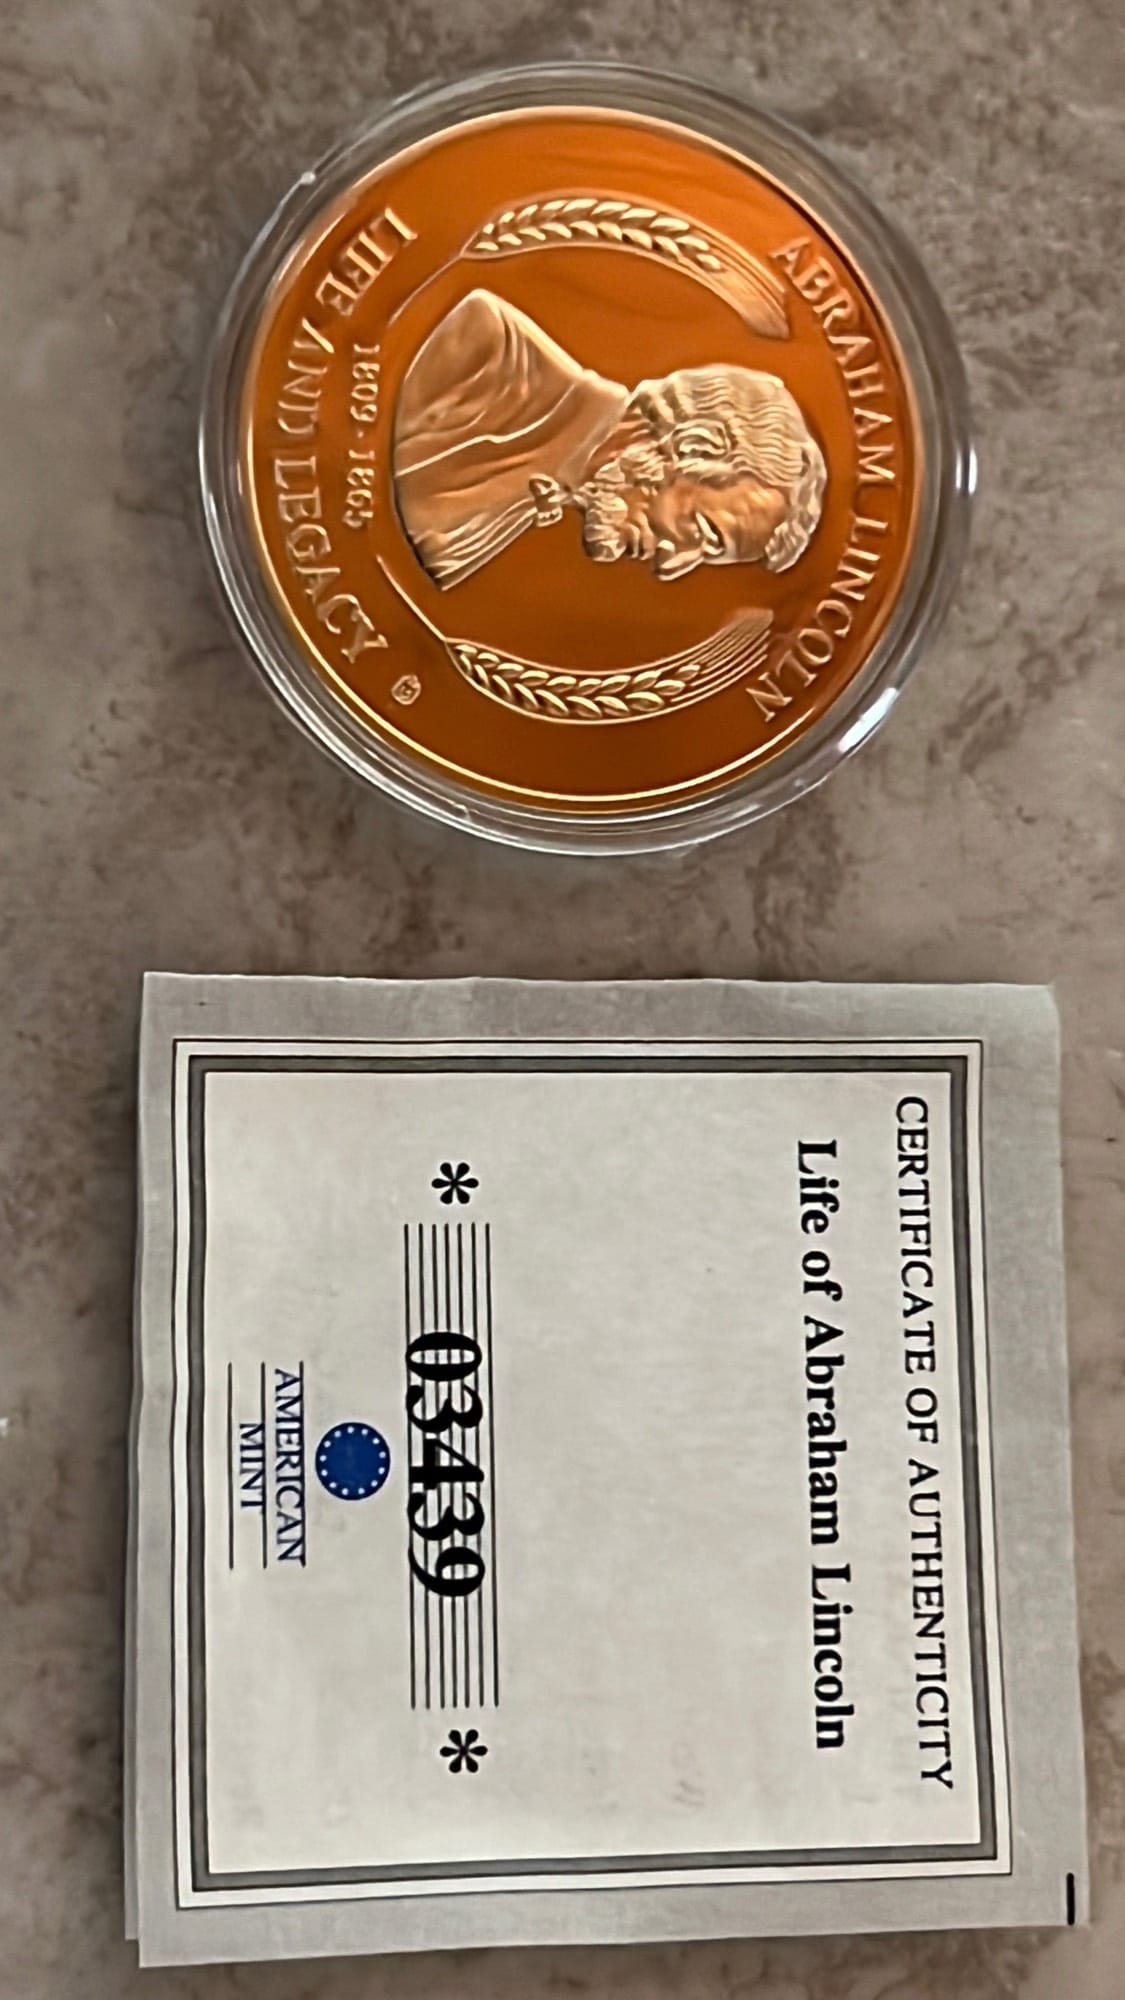 ABRAHAM LINCOLN
1809-1865
LIFE AND LEGACY
CERTIFICATE OF AUTHENTICITY
Life of Abraham Lincoln
* 03439 *
AMERICAN
MINT